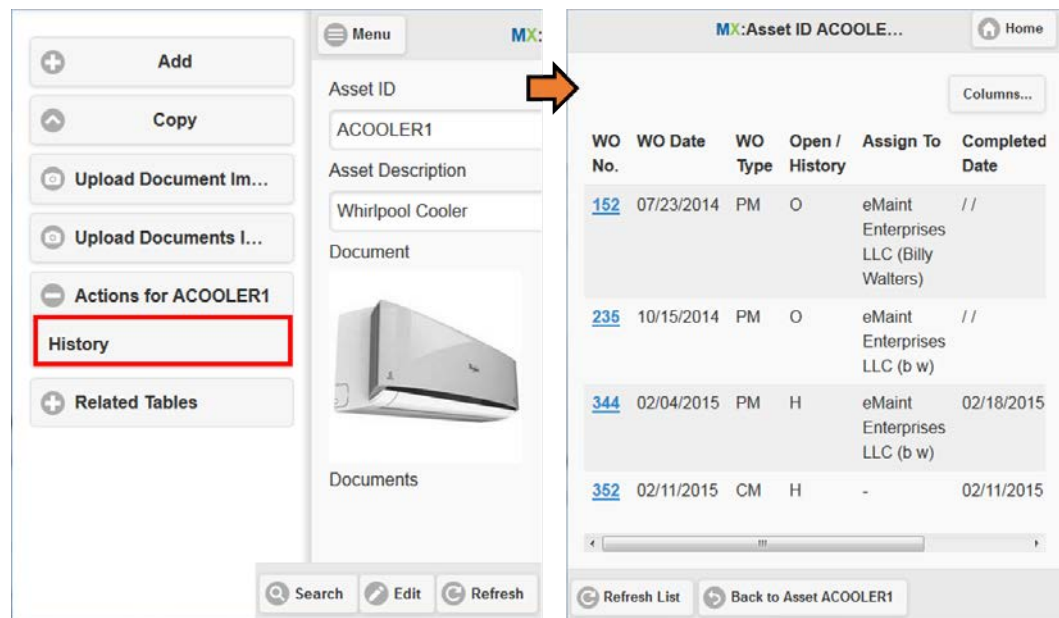 Add
Copy
Upload Document Im...
Upload Documents I...
Actions for ACOOLER1
History
Related Tables
Menu
MX:
Asset ID
ACOOLER1
Asset Description
Whirlpool Cooler
Document
Documents
Search Edit Refresh
MX:Asset ID ACOOLE...
Home
Columns...
WO No. WO Date WO Type Open / History Assign To Completed Date
152 07/23/2014 PM O eMaint / /
Enterprises
LLC (Billy
Walters)
235 10/15/2014 PM O eMaint / /
Enterprises
LLC (b w)
344 02/04/2015 PM H eMaint 02/18/2015
Enterprises
LLC (b w)
352 02/11/2015 CM H - 02/11/2015
Refresh List Back to Asset ACOOLER1